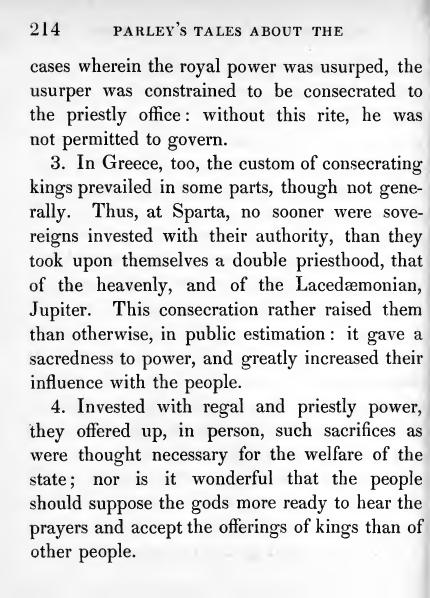 214 PARLEY'S TALES ABOUT THE
cases wherein the royal power was usurped, the
usurper was constrained to be consecrated to
the priestly office: without this rite, he was
not permitted to govern.
3. In Greece, too, the custom of consecrating
kings prevailed in some parts, though not gene-
rally. Thus, at Sparta, no sooner were sove-
reigns invested with their authority, than they
took upon themselves a double priesthood, that
of the heavenly, and of the Lacedæmonian,
Jupiter. This consecration rather raised them
than otherwise, in public estimation: it gave a
sacredness to power, and greatly increased their
influence with the people.
4. Invested with regal and priestly power,
they offered up, in person, such sacrifices as
were thought necessary for the welfare of the
state; nor is it wonderful that the people
should suppose the gods more ready to hear the
prayers and accept the offerings of kings than of
other people.